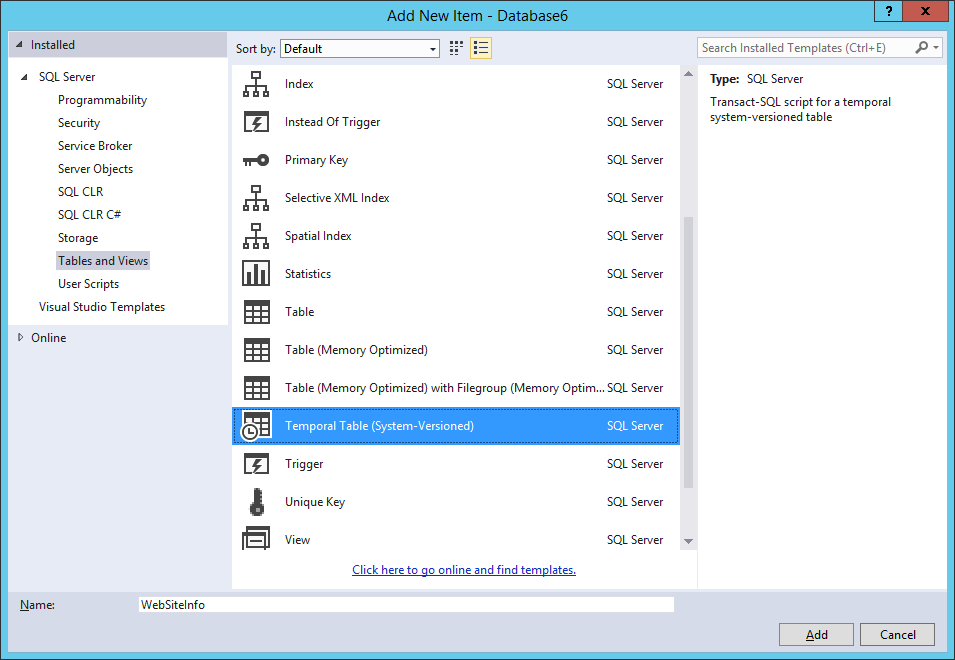 Add New Item - Database6
?
x
Installed
SQL Server
Programmability
Security
Service Broker
Server Objects
SQL CLR
SQL CLR C#
Storage
Tables and Views
User Scripts
Visual Studio Templates
Online
Sort by: Default
Index SQL Server
Instead Of Trigger SQL Server
Primary Key SQL Server
Selective XML Index SQL Server
Spatial Index SQL Server
Statistics SQL Server
Table SQL Server
Table (Memory Optimized) SQL Server
Table (Memory Optimized) with Filegroup (Memory Optim... SQL Server
Temporal Table (System-Versioned) SQL Server
Trigger SQL Server
Unique Key SQL Server
View SQL Server
Click here to go online and find templates.
Search Installed Templates (Ctrl+E)
Type: SQL Server
Transact-SQL script for a temporal
system-versioned table
Name: WebSiteInfo
Add
Cancel